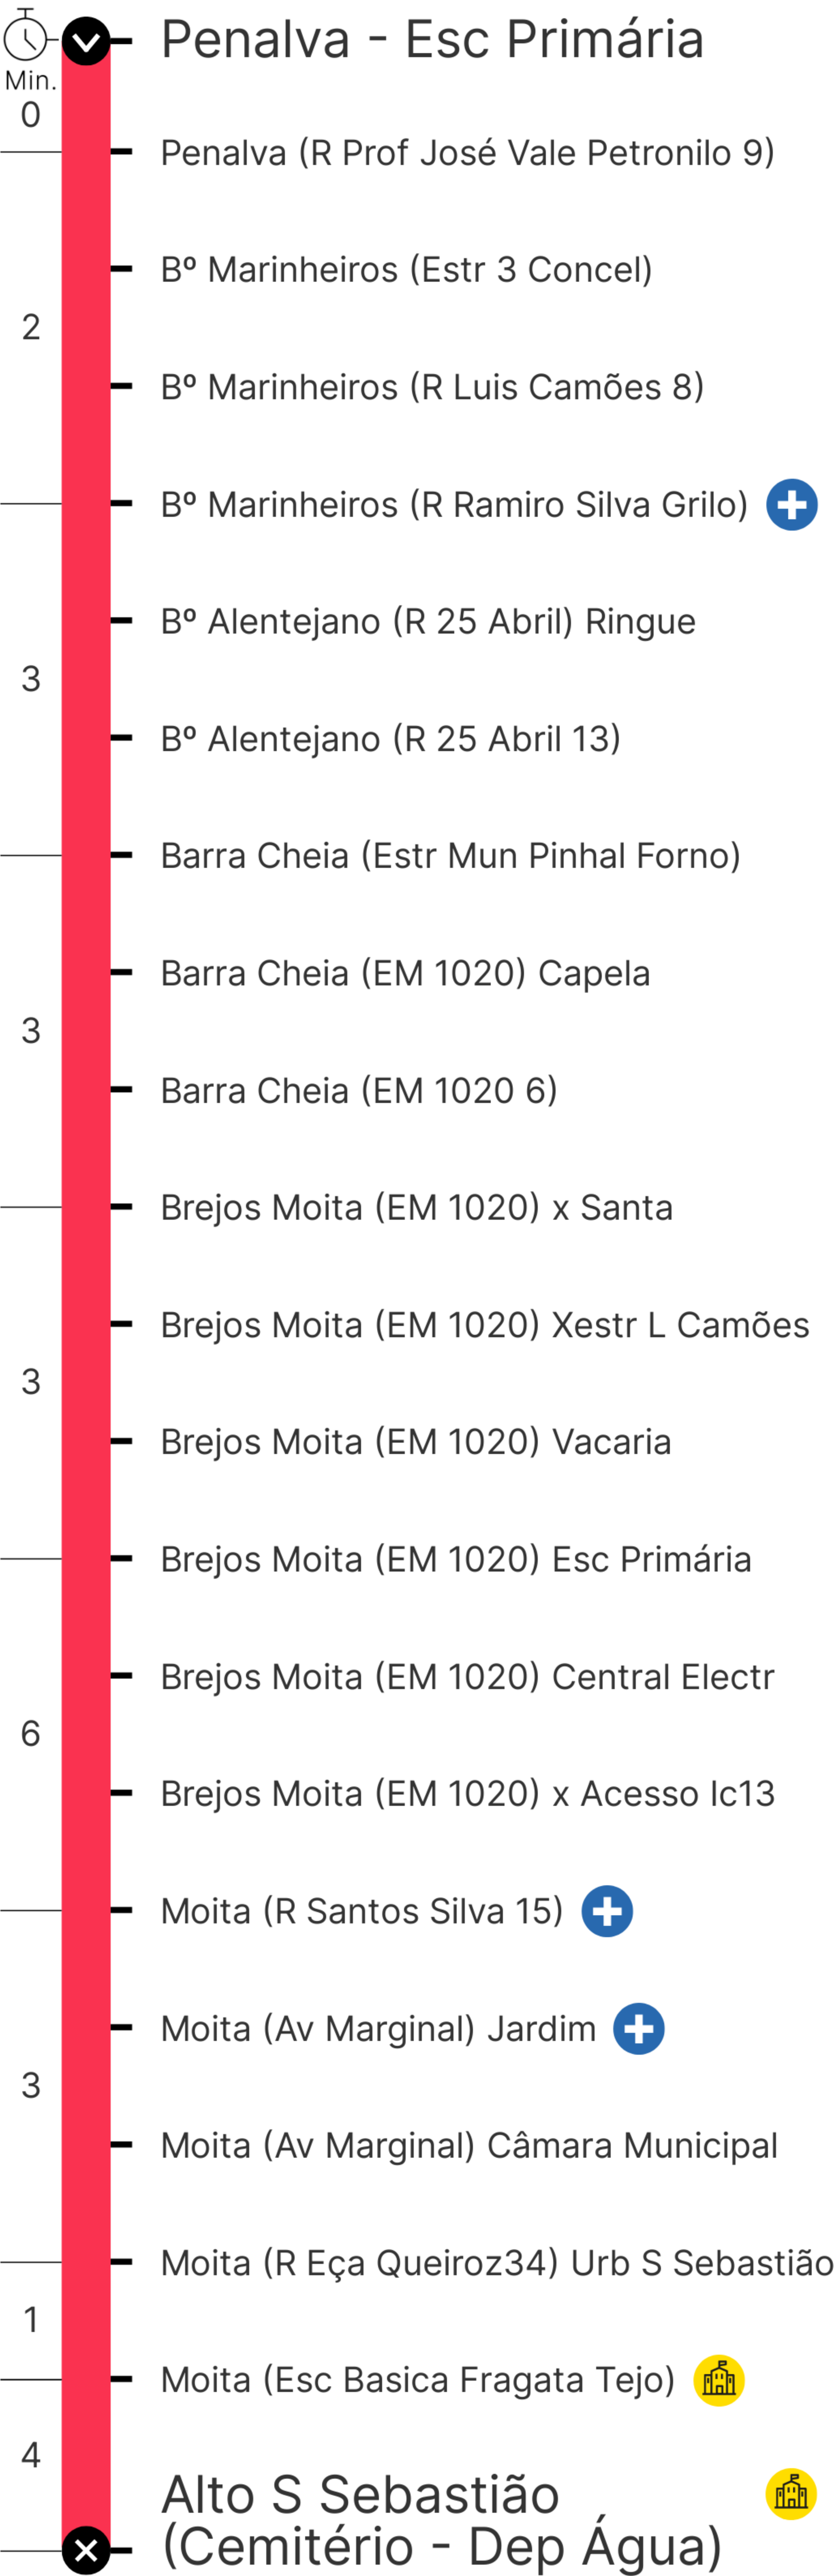 Penalva - Esc Primária
Min.
0
Penalva (R Prof José Vale Petronilo 9)
Bº Marinheiros (Estr 3 Concel)
2
Bº Marinheiros (R Luis Camões 8)
Bº Marinheiros (R Ramiro Silva Grilo)
Bº Alentejano (R 25 Abril) Ringue
3
Bº Alentejano (R 25 Abril 13)
Barra Cheia (Estr Mun Pinhal Forno)
Barra Cheia (EM 1020) Capela
3
Barra Cheia (EM 1020 6)
Brejos Moita (EM 1020) x Santa
Brejos Moita (EM 1020) Xestr L Camões
3
Brejos Moita (EM 1020) Vacaria
Brejos Moita (EM 1020) Esc Primária
Brejos Moita (EM 1020) Central Electr
6
Brejos Moita (EM 1020) x Acesso Ic13
Moita (R Santos Silva 15)
Moita (Av Marginal) Jardim
3
Moita (Av Marginal) Câmara Municipal
Moita (R Eça Queiroz34) Urb S Sebastião
1
Moita (Esc Basica Fragata Tejo)
4
Alto S Sebastião
(Cemitério - Dep Água)